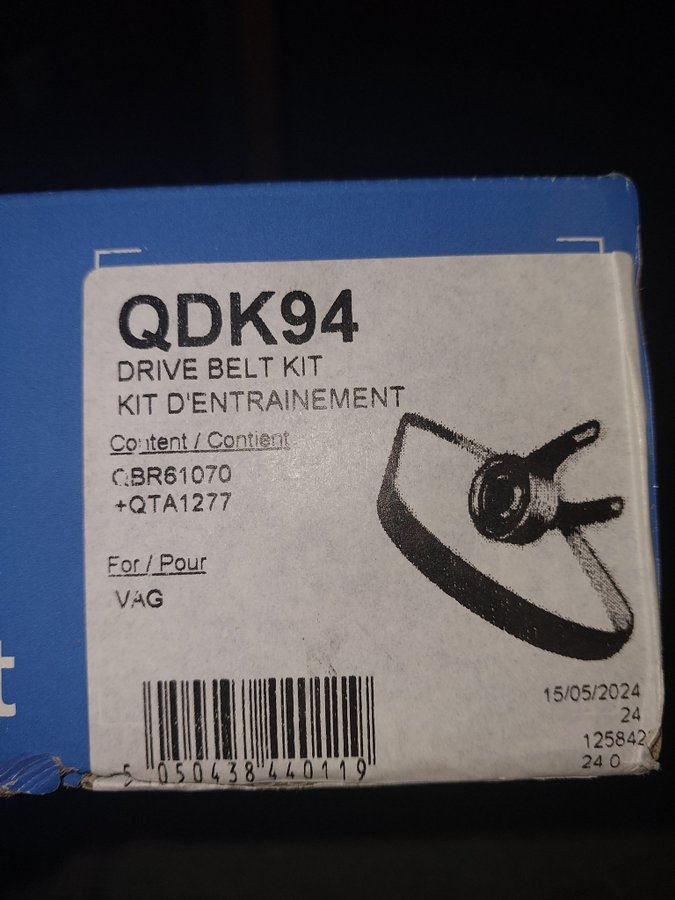 QDK94
DRIVE BELT KIT
KIT D'ENTRAINEMENT
Content / Contient
QBR61070
+QTA1277
For / Pour
VAG
15/05/2024
24
125842
24 0
5 050438 440119
t